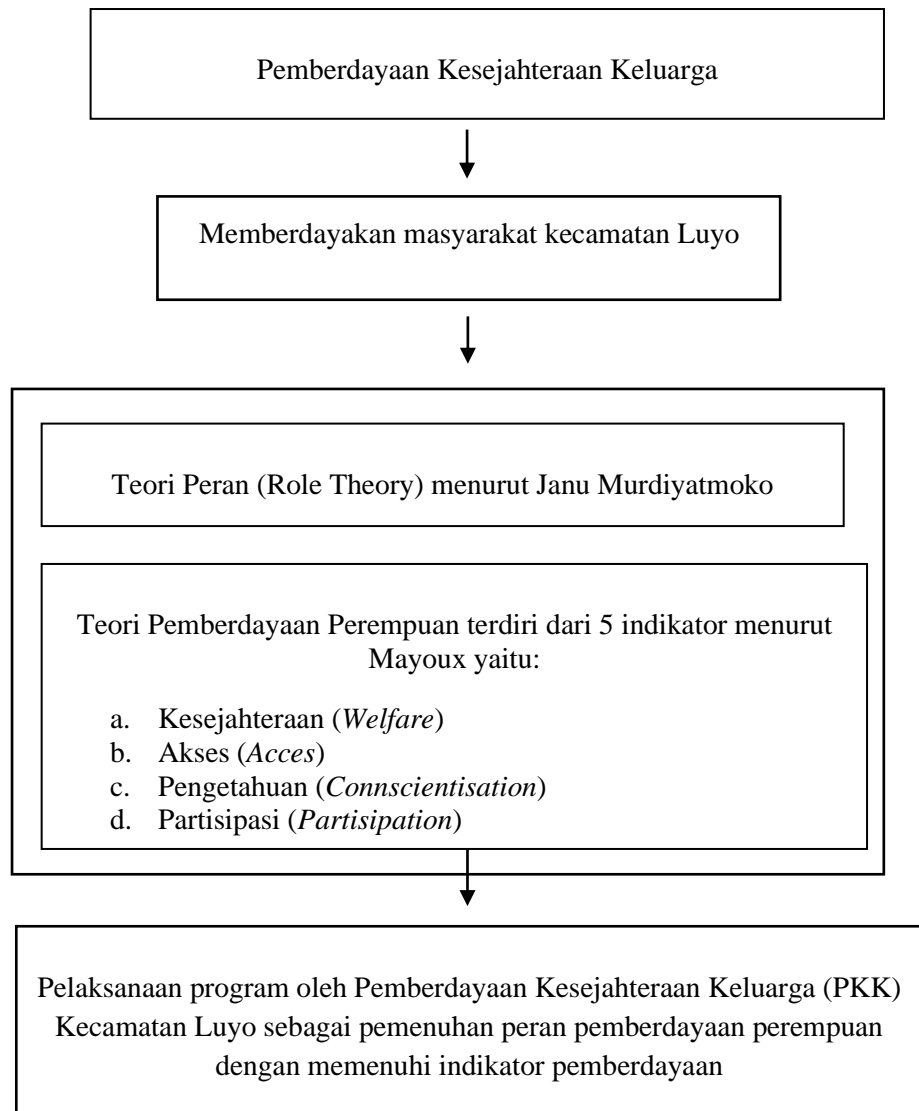 Pemberdayaan Kesejahteraan Keluarga
Memberdayakan masyarakat kecamatan Luyo
Teori Peran (Role Theory) menurut Janu Murdiyatmoko
Teori Pemberdayaan Perempuan terdiri dari 5 indikator menurut
Mayoux yaitu:
a. Kesejahteraan (Welfare)
b. Akses (Acces)
c. Pengetahuan (Connscientisation)
d. Partisipasi (Partisipation)
Pelaksanaan program oleh Pemberdayaan Kesejahteraan Keluarga (PKK)
Kecamatan Luyo sebagai pemenuhan peran pemberdayaan perempuan
dengan memenuhi indikator pemberdayaan